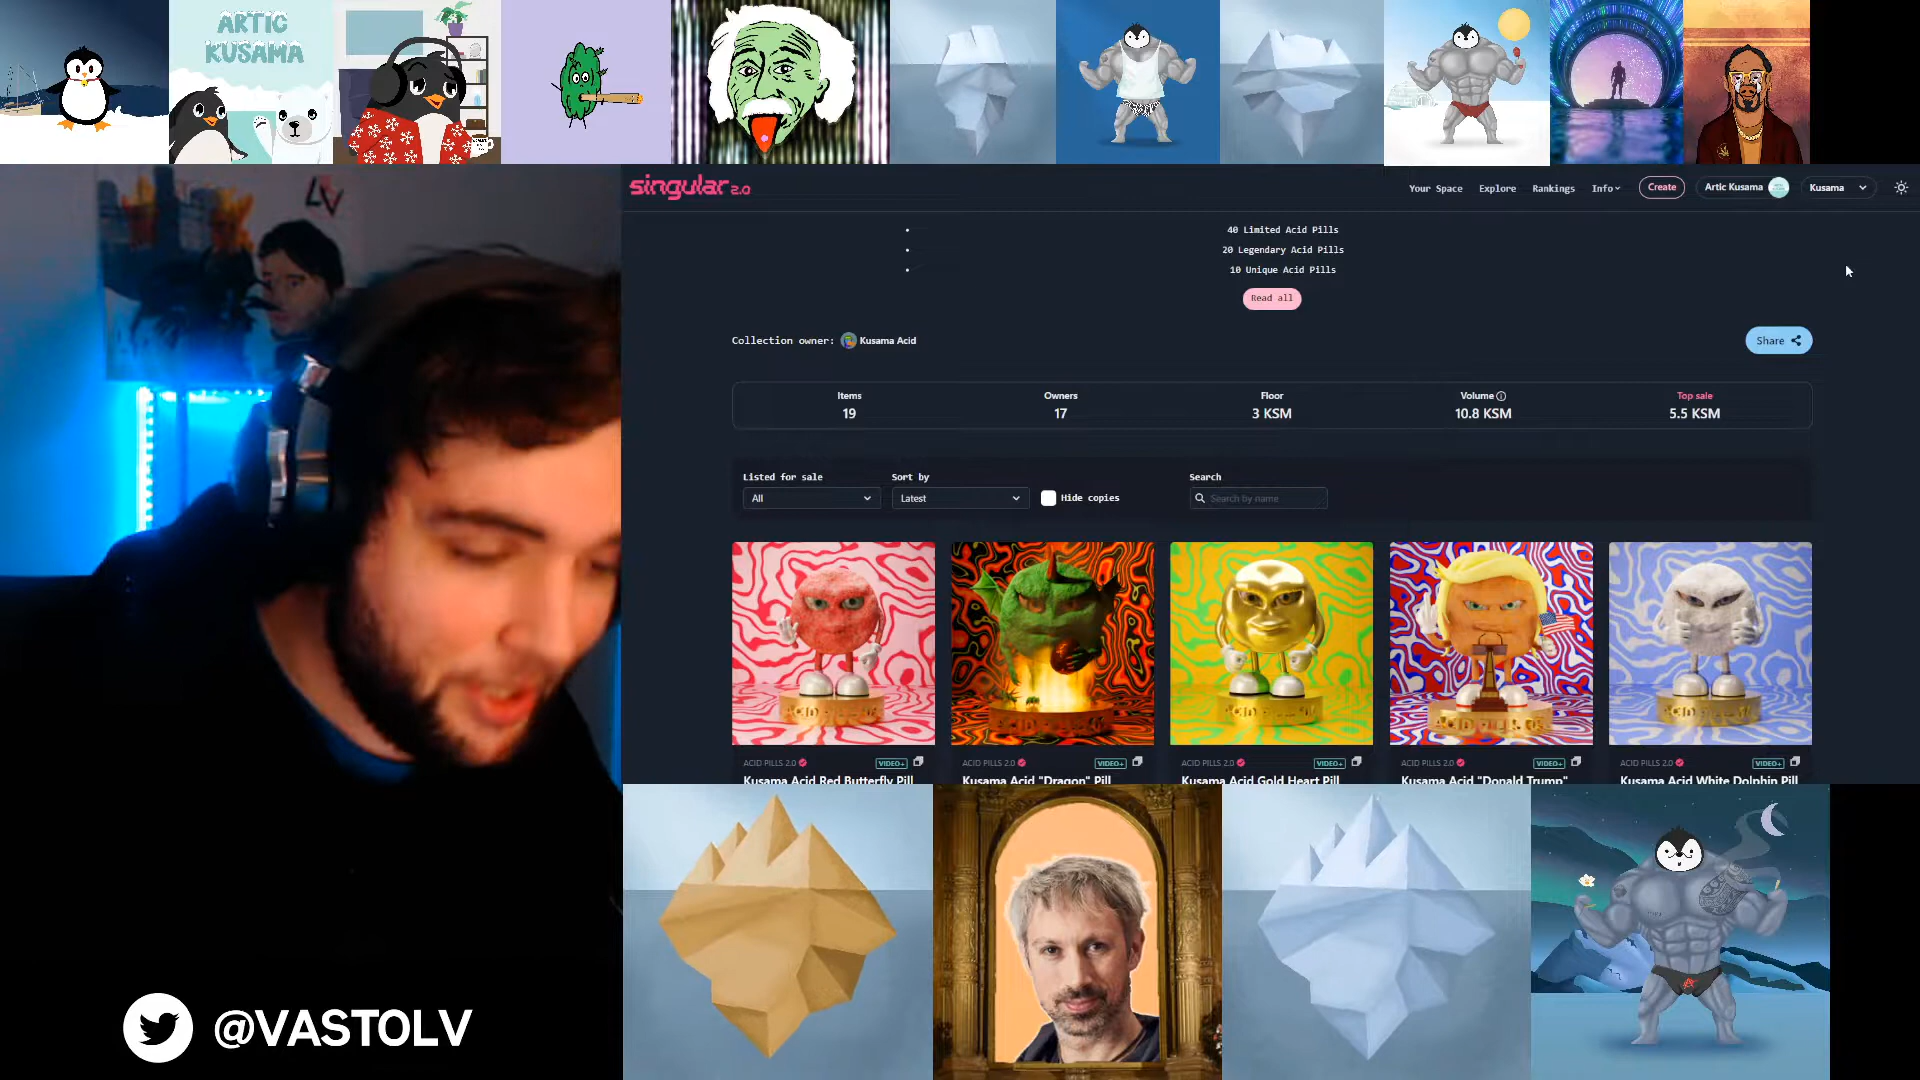 ARTIC
KUSAMA
singular 2.0
Your Space
Explore
Rankings
Info
Create
Artic Kusama
Kusama
40 Limited Acid Pills
20 Legendary Acid Pills
10 Unique Acid Pills
Read all
Collection owner:
Kusama Acid
Share
Items
Owners
Floor
Volume
Top sale
19
17
3 KSM
10.8 KSM
5.5 KSM
Listed for sale
Sort by
Search
All
Latest
Hide copies
Search by name
ACID PILLS 2.0
VIDEO+
ACID PILLS 2.0
VIDEO+
ACID PILLS 2.0
VIDEO+
ACID PILLS 2.0
VIDEO+
ACID PILLS 2.0
VIDEO+
Kusama Acid Red Butterfly Pill
Kusama Acid "Dragon" Pill
Kusama Acid Gold Heart Pill
Kusama Acid "Donald Trump"
Kusama Acid White Dolphin Pill
@VASTOLV